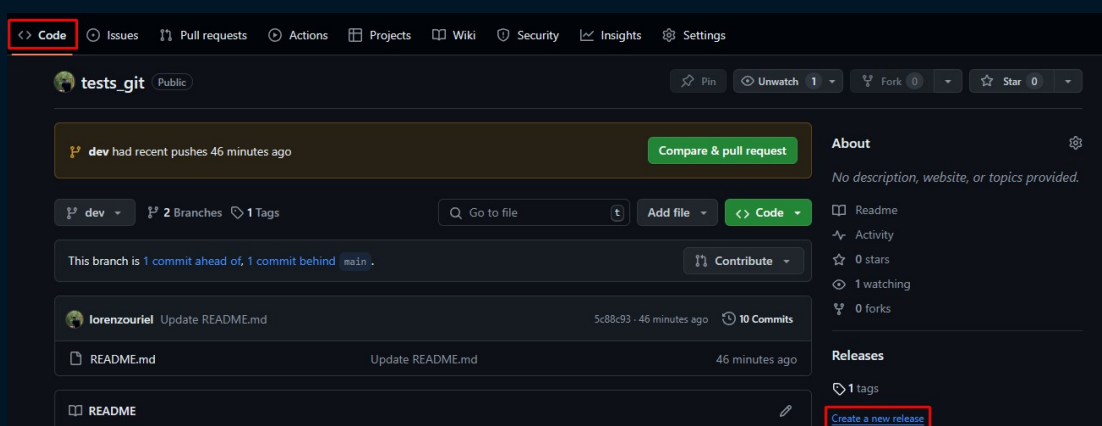 Code Issues Pull requests Actions Projects Wiki Security Insights Settings
tests_git Public Pin Unwatch 1 Fork 0 Star 0
dev had recent pushes 46 minutes ago Compare & pull request
About
No description, website, or topics provided.
dev 2 Branches 1 Tags Go to file t Add file <> Code
Readme
Activity
This branch is 1 commit ahead of, 1 commit behind main . Contribute
0 stars
1 watching
0 forks
lorenzouriel Update README.md 5c88c93 · 46 minutes ago 10 Commits
README.md Update README.md 46 minutes ago
Releases
1 tags
README
Create a new release